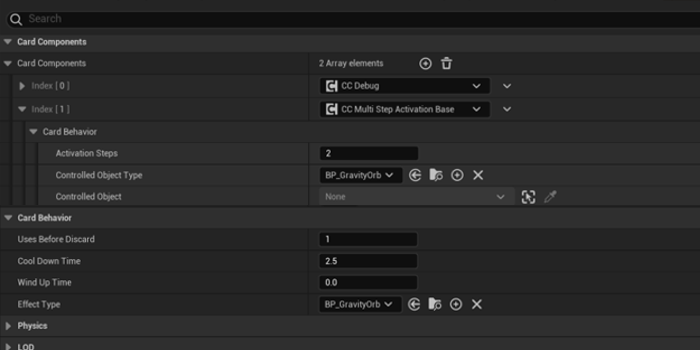 Search
Card Components
Card Components 2 Array elements
Index [ 0 ] CC Debug
Index [ 1 ] CC Multi Step Activation Base
Card Behavior
Activation Steps 2
Controlled Object Type BP_GravityOrb
Controlled Object None
Card Behavior
Uses Before Discard 1
Cool Down Time 2.5
Wind Up Time 0.0
Effect Type BP_GravityOrb
Physics
LOD